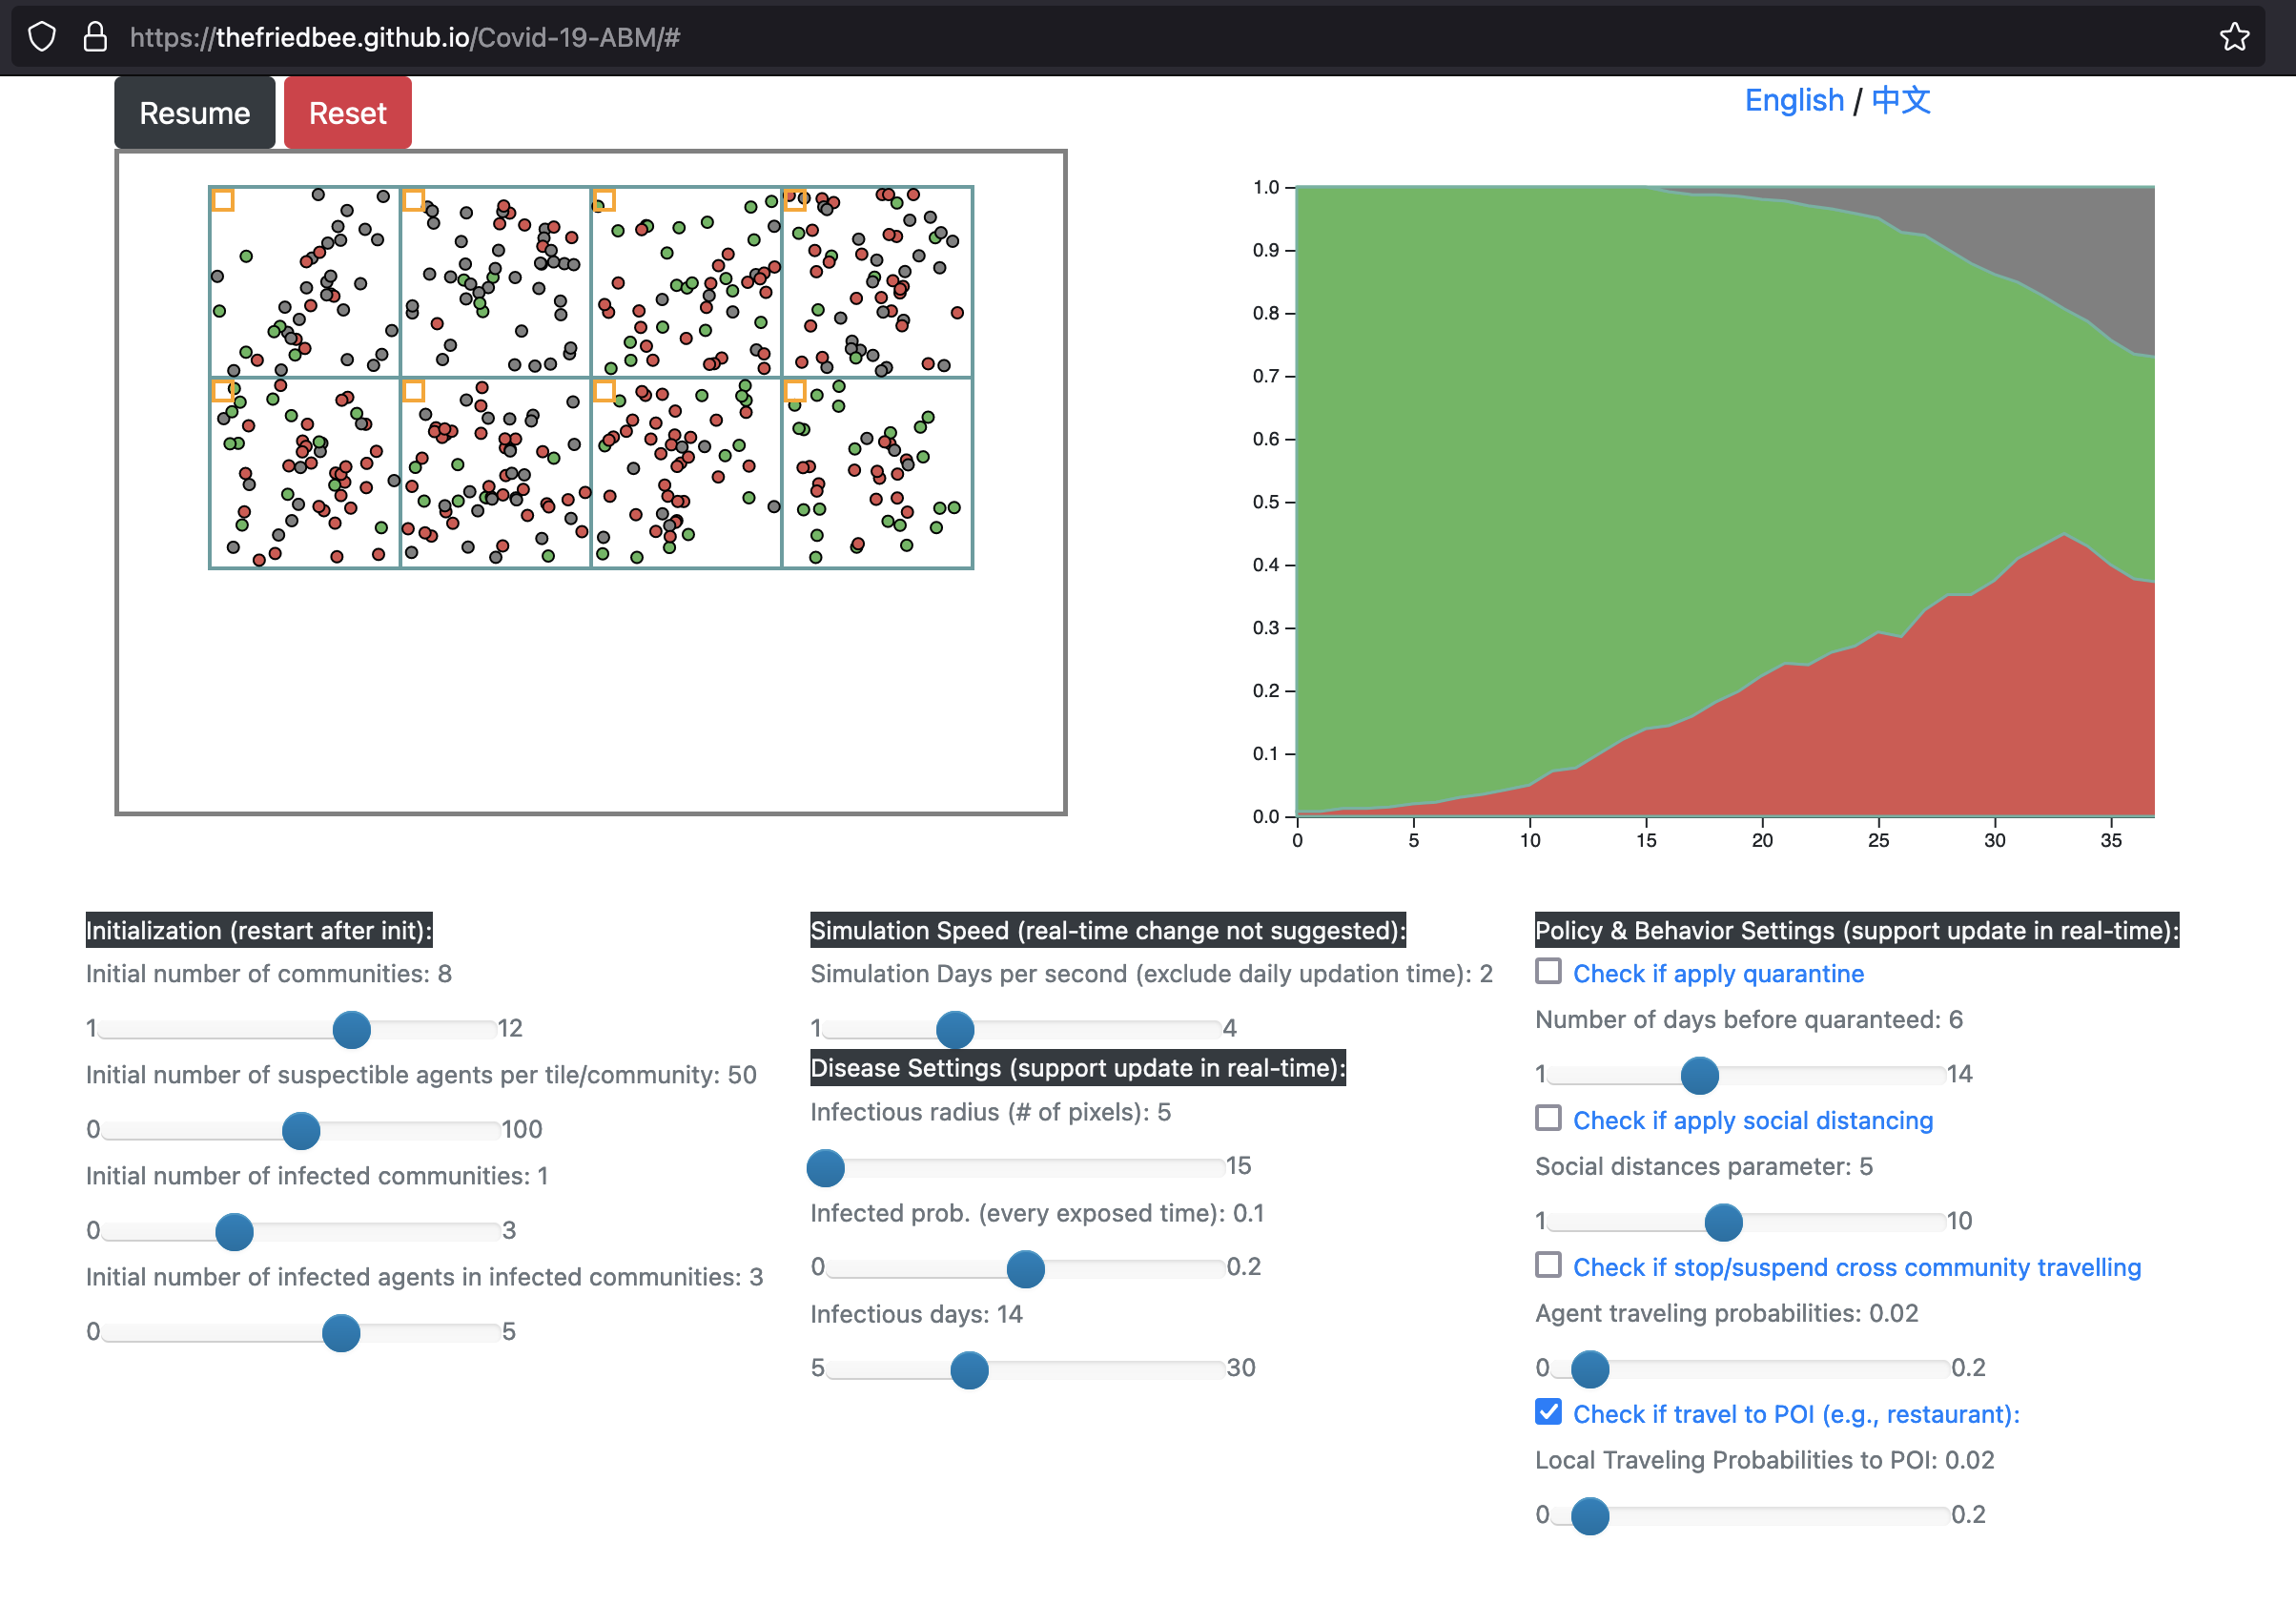 https://thefriedbee.github.io/Covid-19-ABM/#
Resume Reset
English / 中文
1.0
0.9
0.8
0.7
0.6
0.5
0.4
0.3
0.2
0.1
0.0
0 5 10 15 20 25 30 35
Initialization (restart after init):
Initial number of communities: 8
1 12
Initial number of suspectible agents per tile/community: 50
0 100
Initial number of infected communities: 1
0 3
Initial number of infected agents in infected communities: 3
0 5
Simulation Speed (real-time change not suggested):
Simulation Days per second (exclude daily updation time): 2
1 4
Disease Settings (support update in real-time):
Infectious radius (# of pixels): 5
15
Infected prob. (every exposed time): 0.1
0 0.2
Infectious days: 14
5 30
Policy & Behavior Settings (support update in real-time):
Check if apply quarantine
Number of days before quaranteed: 6
1 14
Check if apply social distancing
Social distances parameter: 5
1 10
Check if stop/suspend cross community travelling
Agent traveling probabilities: 0.02
0 0.2
Check if travel to POI (e.g., restaurant):
Local Traveling Probabilities to POI: 0.02
0 0.2